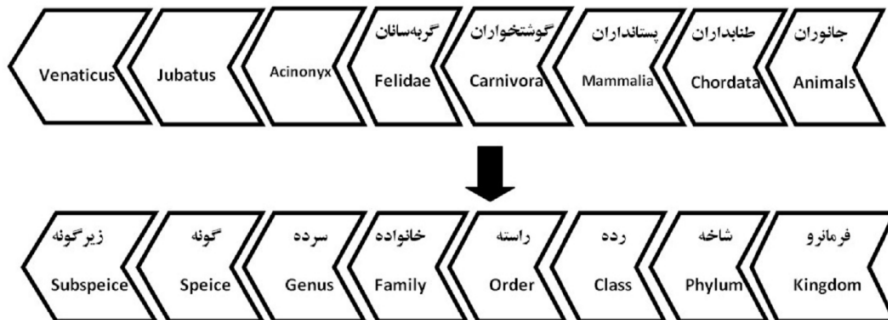 جانوران
Animals
طنابداران
Chordata
پستانداران
Mammalia
گوشتخواران
Carnivora
گربه‌سانان
Felidae
Acinonyx
Jubatus
Venaticus
فرمانرو
Kingdom
شاخه
Phylum
رده
Class
راسته
Order
خانواده
Family
سرده
Genus
گونه
Speice
زیرگونه
Subspeice